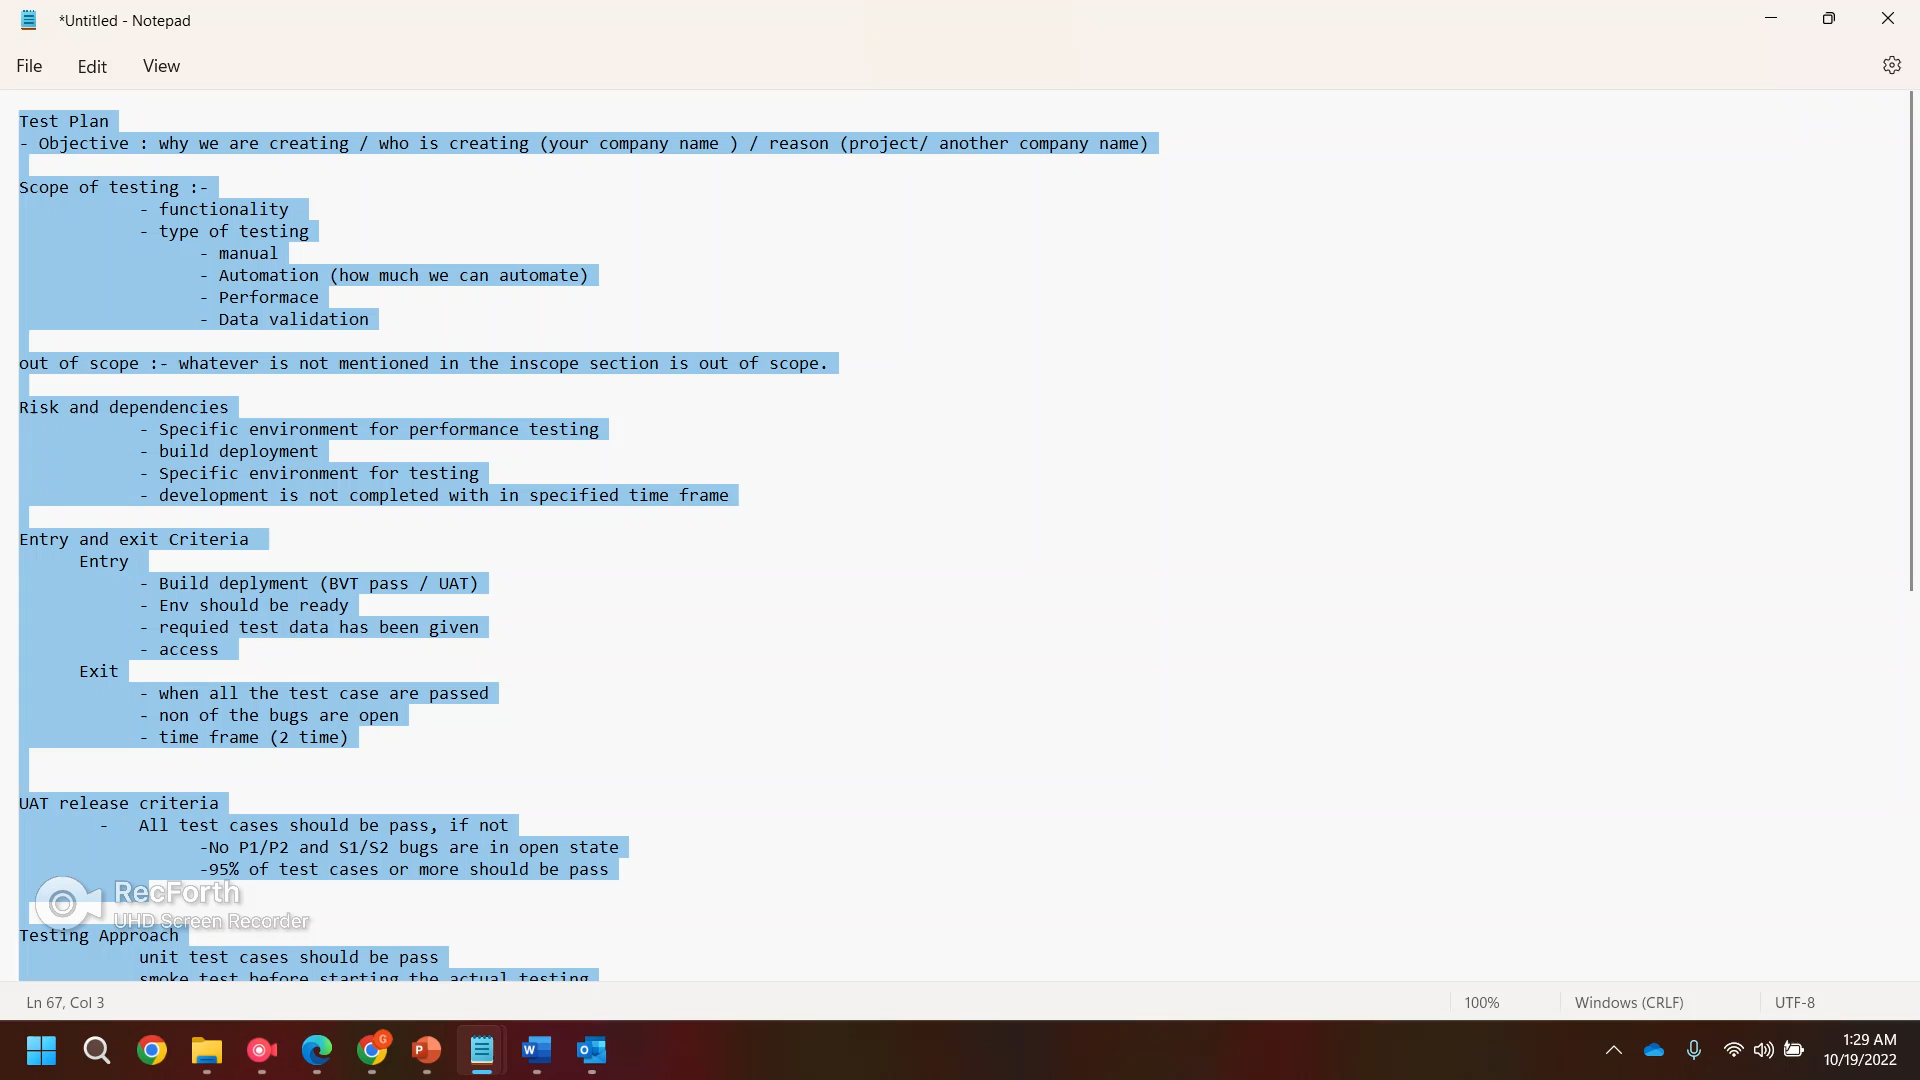 *Untitled - Notepad
File Edit View
Test Plan
- Objective : why we are creating / who is creating (your company name ) / reason (project/ another company name)
Scope of testing :-
- functionality
- type of testing
- manual
- Automation (how much we can automate)
- Performace
- Data validation
out of scope :- whatever is not mentioned in the inscope section is out of scope.
Risk and dependencies
- Specific environment for performance testing
- build deployment
- Specific environment for testing
- development is not completed with in specified time frame
Entry and exit Criteria
Entry
- Build deplyment (BVT pass / UAT)
- Env should be ready
- requied test data has been given
- access
Exit
- when all the test case are passed
- non of the bugs are open
- time frame (2 time)
UAT release criteria
- All test cases should be pass, if not
-No P1/P2 and S1/S2 bugs are in open state
-95% of test cases or more should be pass
RecForth
UHD Screen Recorder
Testing Approach
unit test cases should be pass
smoke test before starting the actual testing
Ln 67, Col 3 100% Windows (CRLF) UTF-8
1:29 AM
10/19/2022